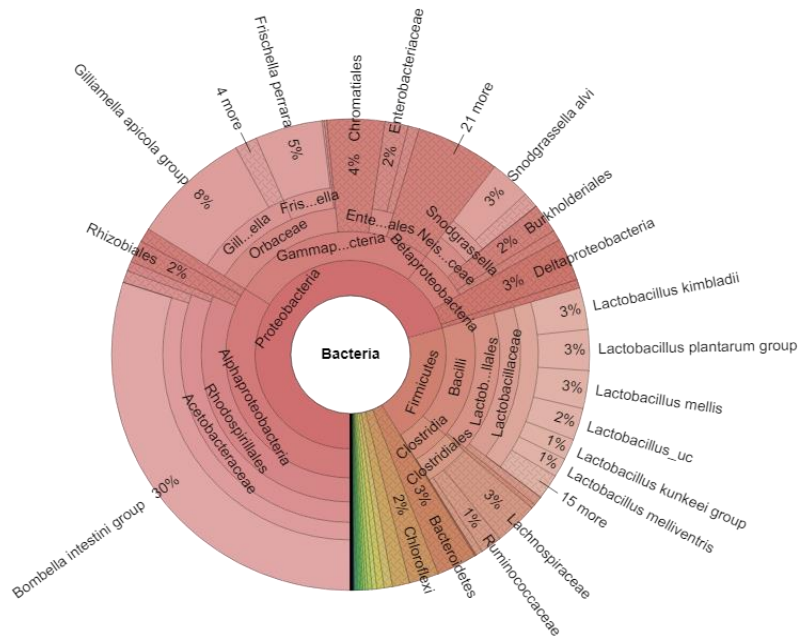 Bacteria
Proteobacteria
Gammap...cteria
Orbaceae
Gill...ella
Fris...ella
Gilliamella apicola group
8%
4 more
Frischella perrara
5%
Chromatiales
4%
Enterobacteriaceae
2%
Ente...ales
21 more
Betaproteobacteria
Neis...ceae
Snodgrassella
Snodgrassella alvi
3%
Burkholderiales
2%
Deltaproteobacteria
3%
Firmicutes
Bacilli
Lactob...llales
Lactobacillaceae
3%
Lactobacillus kimbladii
3%
Lactobacillus plantarum group
3%
Lactobacillus mellis
2%
Lactobacillus_uc
1%
Lactobacillus kunkeei group
1%
Lactobacillus melliventris
15 more
Clostridia
Clostridiales
3%
Lachnospiraceae
1%
Ruminococcaceae
3%
Bacteroidetes
2%
Chloroflexi
Alphaproteobacteria
Rhodospirillales
Acetobacteraceae
30%
Bombella intestini group
Rhizobiales
2%